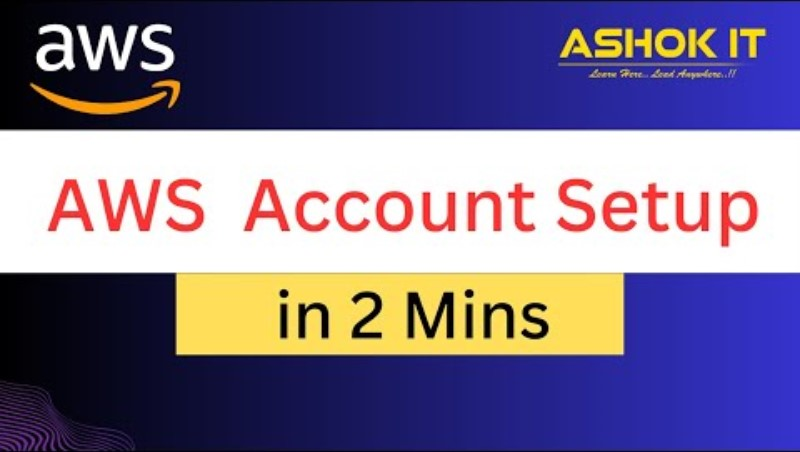 aws
ASHOK IT
Learn Here.. Lead Anywhere..!!
AWS Account Setup
in 2 Mins